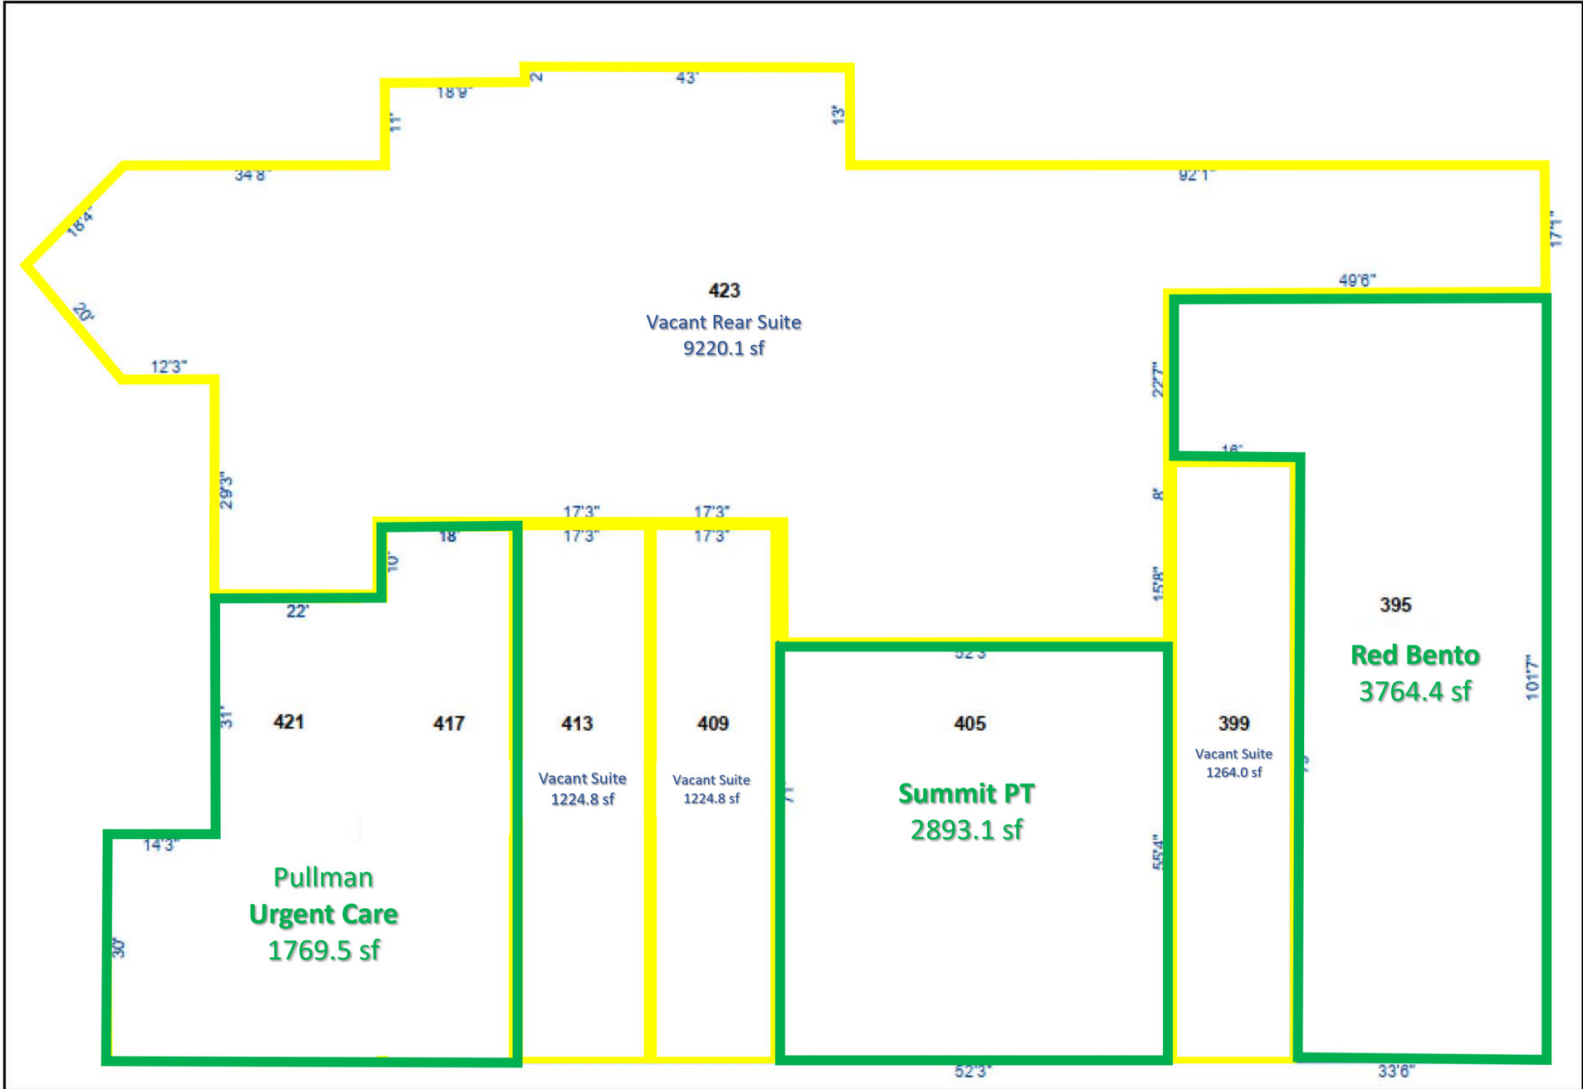 2'
43'
18'9"
11'
13'
34'8"
92'1"
18'4"
17'1"
49'6"
423
Vacant Rear Suite
9220.1 sf
20'
12'3"
22'7"
16'
29'3"
8'
17'3"
17'3"
18'
17'3"
17'3"
10'
15'8"
22'
395
52'3"
Red Bento
3764.4 sf
101'7"
31'
421
417
413
409
405
399
Vacant Suite
1264.0 sf
Vacant Suite
1224.8 sf
Vacant Suite
1224.8 sf
71'
Summit PT
2893.1 sf
14'3"
55'4"
Pullman
Urgent Care
1769.5 sf
30'
52'3"
33'6"